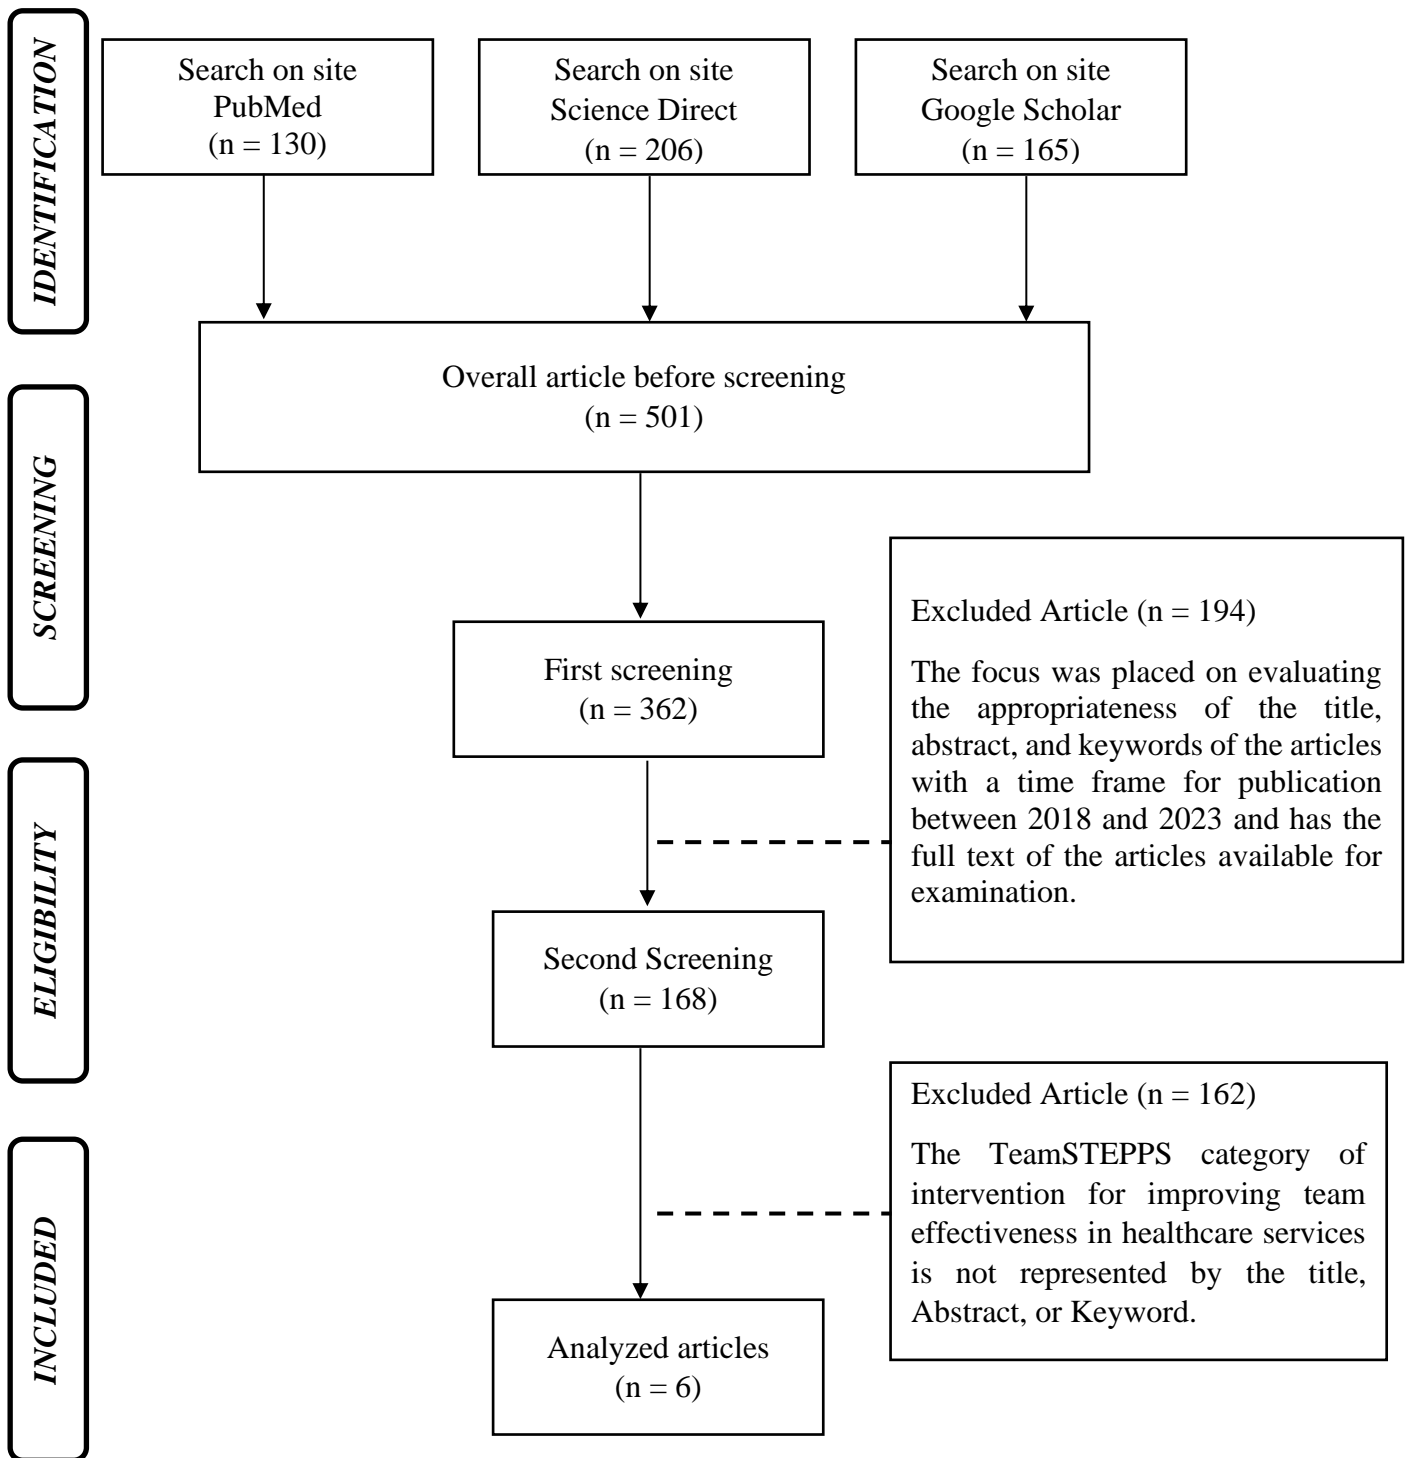 IDENTIFICATION
Search on site
PubMed
(n = 130)
Search on site
Science Direct
(n = 206)
Search on site
Google Scholar
(n = 165)
Overall article before screening
(n = 501)
SCREENING
First screening
(n = 362)
Excluded Article (n = 194)
The focus was placed on evaluating
the appropriateness of the title,
abstract, and keywords of the articles
with a time frame for publication
between 2018 and 2023 and has the
full text of the articles available for
examination.
ELIGIBILITY
Second Screening
(n = 168)
Excluded Article (n = 162)
The TeamSTEPPS category of
intervention for improving team
effectiveness in healthcare services
is not represented by the title,
Abstract, or Keyword.
INCLUDED
Analyzed articles
(n = 6)